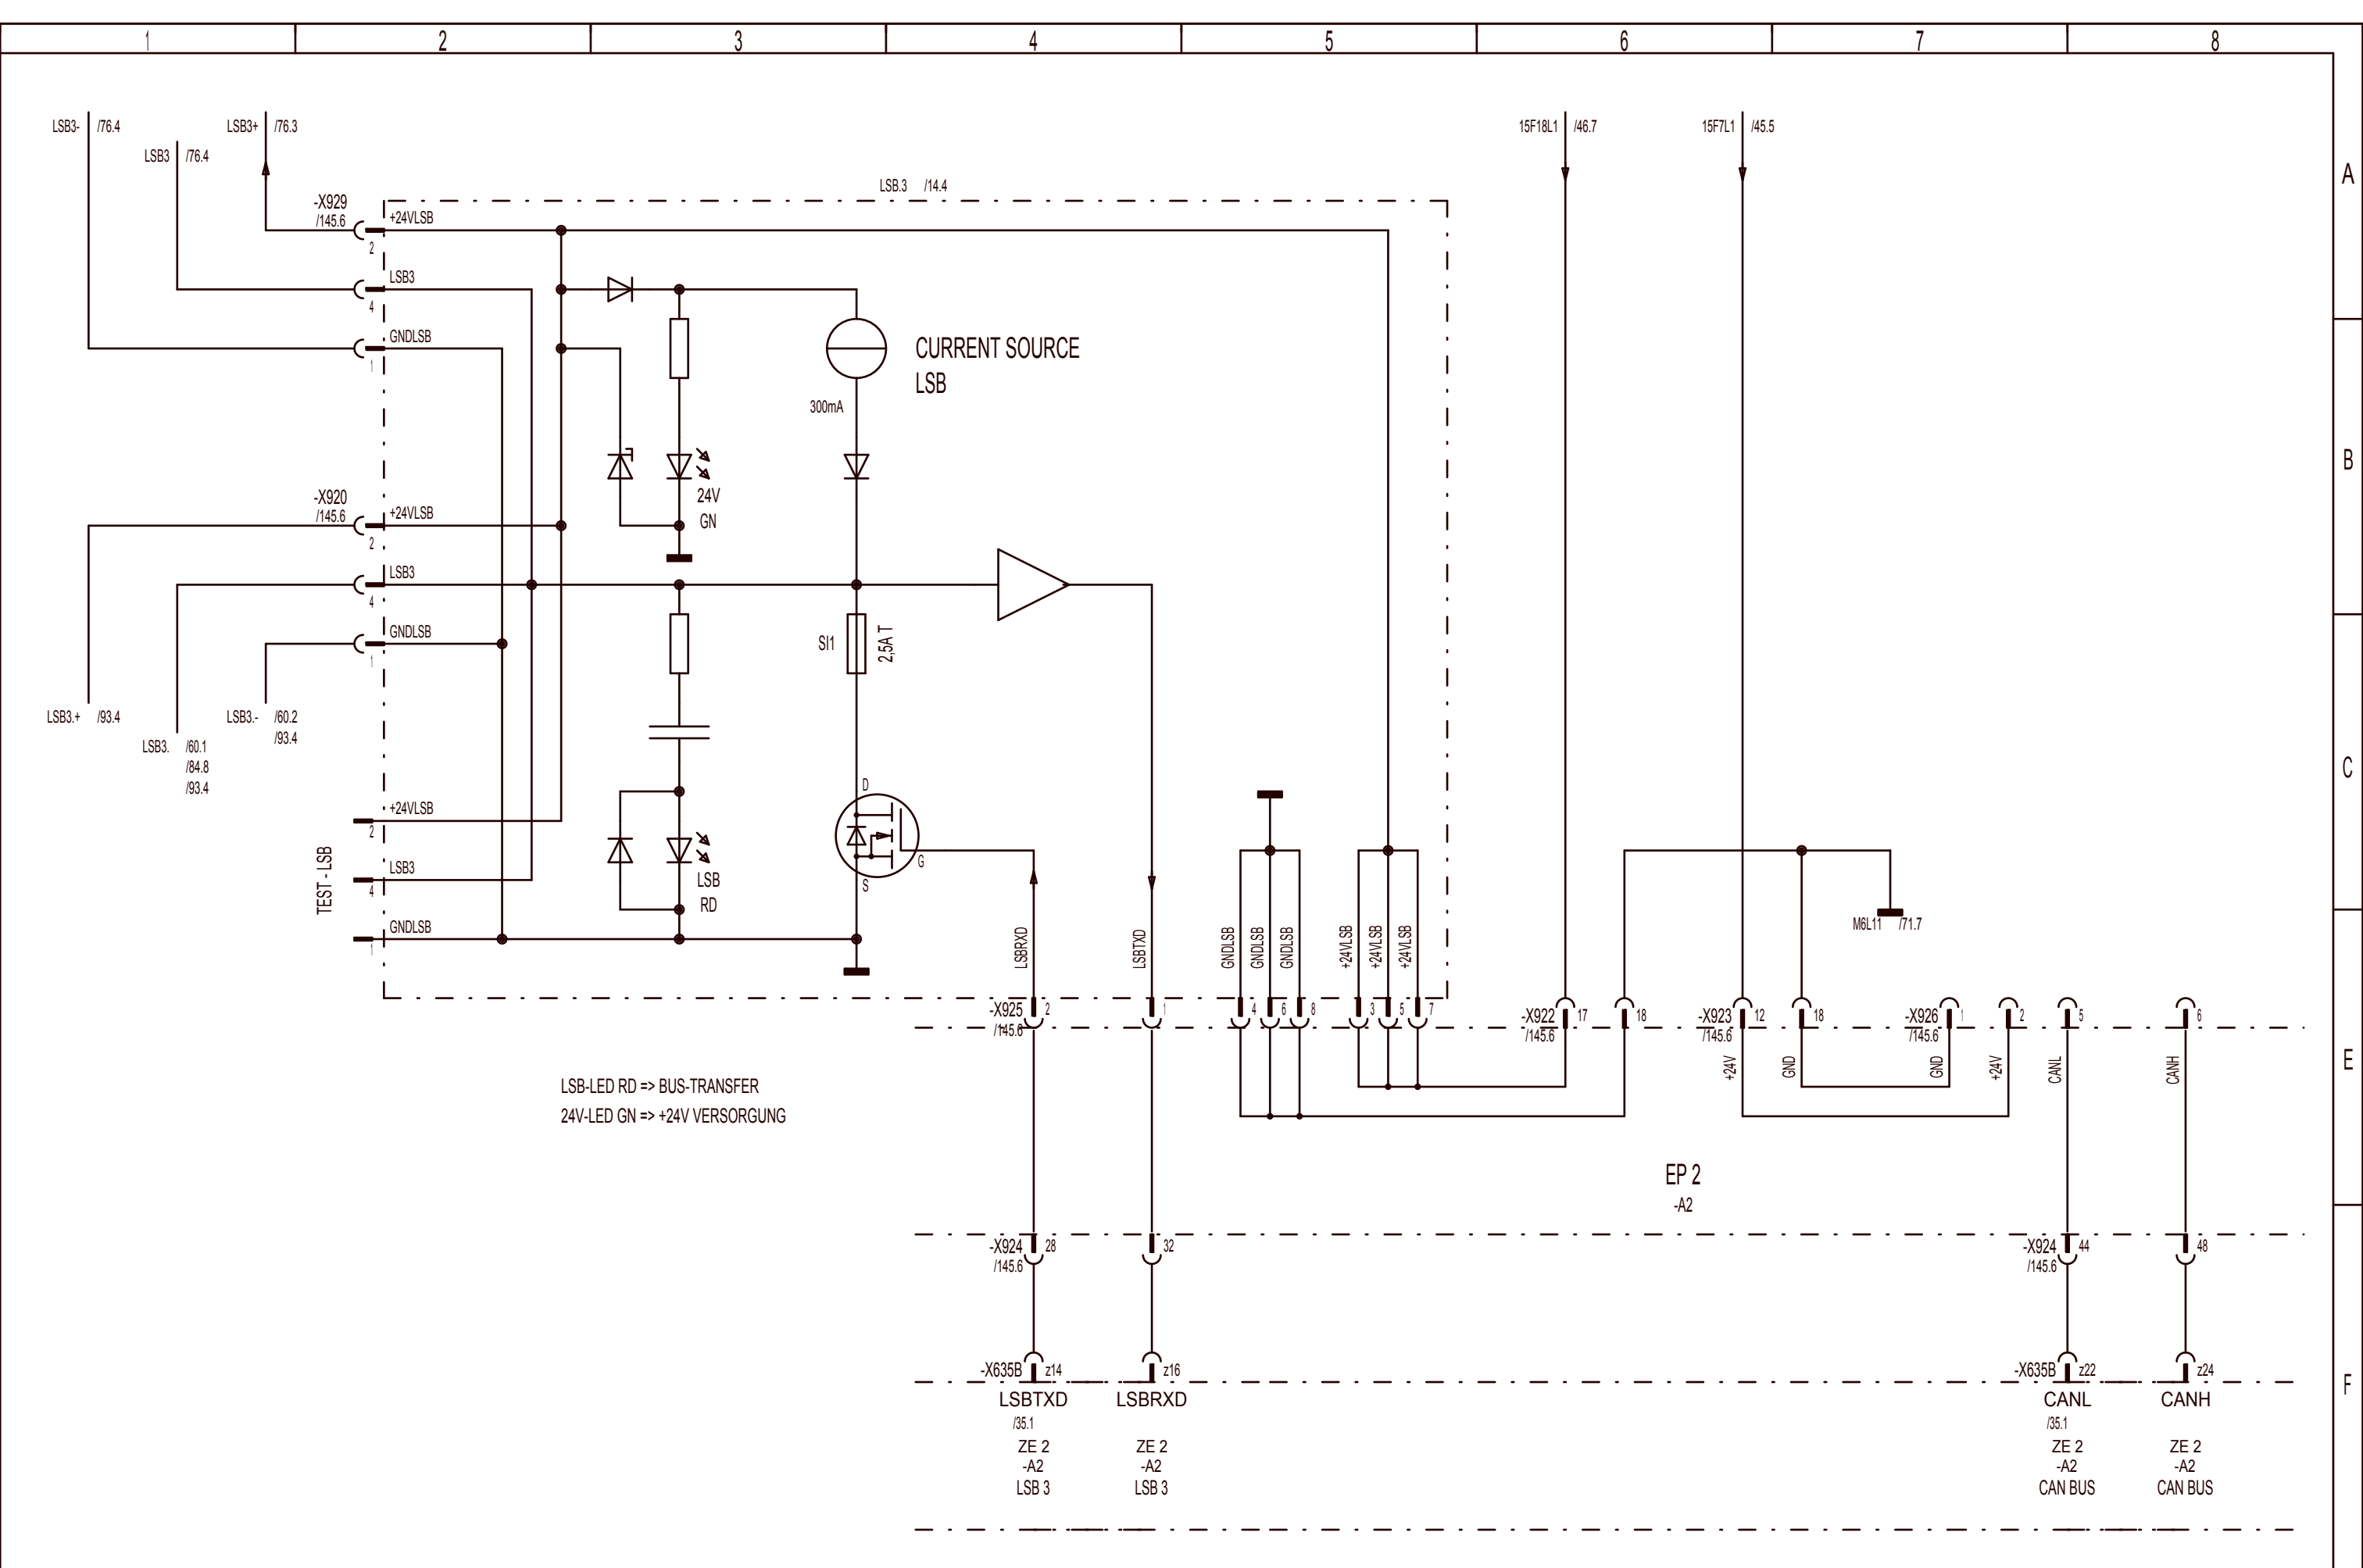 1 2 3 4 5 6 7 8
LSB3- /76.4
LSB3 /76.4
LSB3+ /76.3
15F18L1 /46.7
15F7L1 /45.5
A
LSB.3 /14.4
-X929
/145.6
+24VLSB
2
LSB3
4
GNDLSB
1
CURRENT SOURCE
LSB
300mA
B
24V
GN
-X920
/145.6
+24VLSB
2
LSB3
4
GNDLSB
1
SI1
2,5A T
LSB3.+ /93.4
LSB3. /60.1
/84.8
/93.4
LSB3.- /60.2
/93.4
C
D
G
S
TEST - LSB
+24VLSB
2
LSB3
4
GNDLSB
1
LSB
RD
LSBRXD
LSBTXD
GNDLSB
GNDLSB
GNDLSB
+24VLSB
+24VLSB
+24VLSB
M6L11 /71.7
-X925
/145.6
2
1
4
6
8
3
5
7
-X922
/145.6
17
18
-X923
/145.6
12
18
-X926
/145.6
1
2
5
6
+24V
GND
GND
+24V
CANL
CANH
E
LSB-LED RD => BUS-TRANSFER
24V-LED GN => +24V VERSORGUNG
EP 2
-A2
-X924
/145.6
28
32
-X924
/145.6
44
48
-X635B
z14
z16
-X635B
z22
z24
F
LSBTXD
/35.1
ZE 2
-A2
LSB 3
LSBRXD
ZE 2
-A2
LSB 3
CANL
/35.1
ZE 2
-A2
CAN BUS
CANH
ZE 2
-A2
CAN BUS